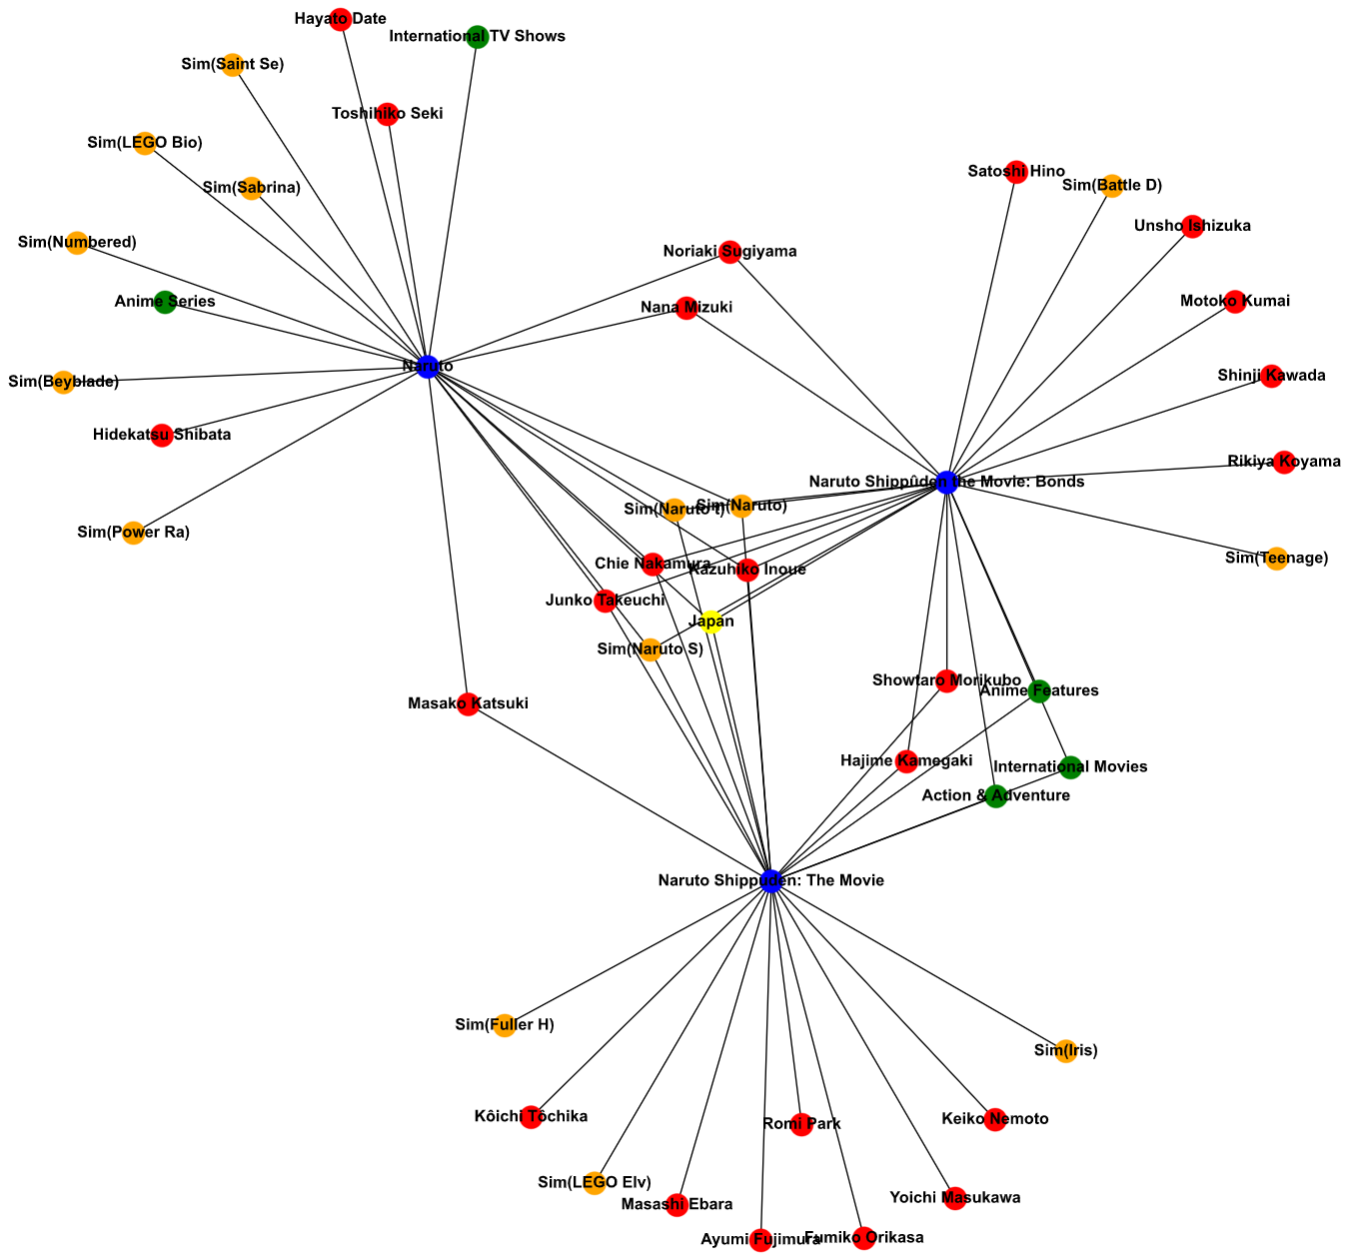 Hayato Date
International TV Shows
Sim(Saint Se)
Toshihiko Seki
Sim(LEGO Bio)
Satoshi Hino
Sim(Battle D)
Sim(Sabrina)
Unsho Ishizuka
Sim(Numbered)
Noriaki Sugiyama
Anime Series
Nana Mizuki
Motoko Kumai
Naruto
Shinji Kawada
Sim(Beyblade)
Hidekatsu Shibata
Rikiya Koyama
Naruto Shippûden the Movie: Bonds
Sim(Naruto t)
Sim(Naruto)
Sim(Power Ra)
Sim(Teenage)
Chie Nakamura
Kazuhiko Inoue
Junko Takeuchi
Japan
Sim(Naruto S)
Showtaro Morikubo
Anime Features
Masako Katsuki
Hajime Kamegaki
International Movies
Action & Adventure
Naruto Shippuden: The Movie
Sim(Fuller H)
Sim(Iris)
Kôichi Tôchika
Romi Park
Keiko Nemoto
Sim(LEGO Elv)
Masashi Ebara
Yoichi Masukawa
Ayumi Fujimura
Fumiko Orikasa